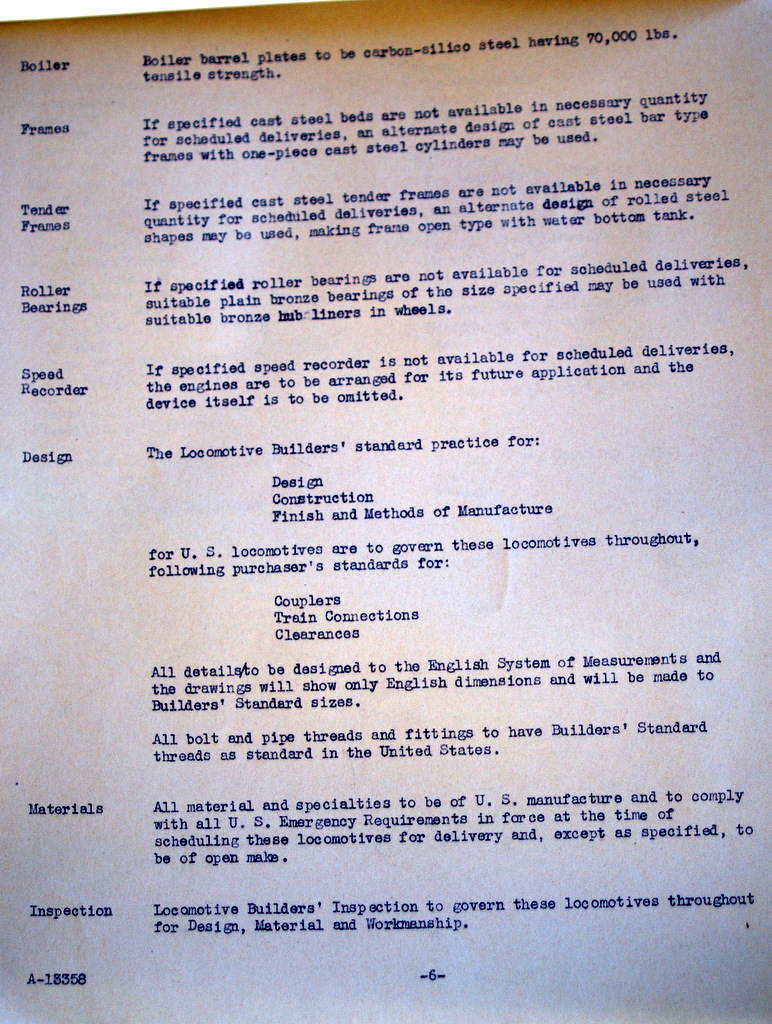 Boiler Boiler barrel plates to be carbon-silico steel having 70,000 lbs.
tensile strength.
Frames If specified cast steel beds are not available in necessary quantity
for scheduled deliveries, an alternate design of cast steel bar type
frames with one-piece cast steel cylinders may be used.
Tender If specified cast steel tender frames are not available in necessary
Frames quantity for scheduled deliveries, an alternate design of rolled steel
shapes may be used, making frame open type with water bottom tank.
Roller If specified roller bearings are not available for scheduled deliveries,
Bearings suitable plain bronze bearings of the size specified may be used with
suitable bronze hub liners in wheels.
Speed If specified speed recorder is not available for scheduled deliveries,
Recorder the engines are to be arranged for its future application and the
device itself is to be omitted.
Design The Locomotive Builders' standard practice for:
Design
Construction
Finish and Methods of Manufacture
for U. S. locomotives are to govern these locomotives throughout,
following purchaser's standards for:
Couplers
Train Connections
Clearances
All details/to be designed to the English System of Measurements and
the drawings will show only English dimensions and will be made to
Builders' Standard sizes.
All bolt and pipe threads and fittings to have Builders' Standard
threads as standard in the United States.
Materials All material and specialties to be of U. S. manufacture and to comply
with all U. S. Emergency Requirements in force at the time of
scheduling these locomotives for delivery and, except as specified, to
be of open make.
Inspection Locomotive Builders' Inspection to govern these locomotives throughout
for Design, Material and Workmanship.
A-13358 -6-